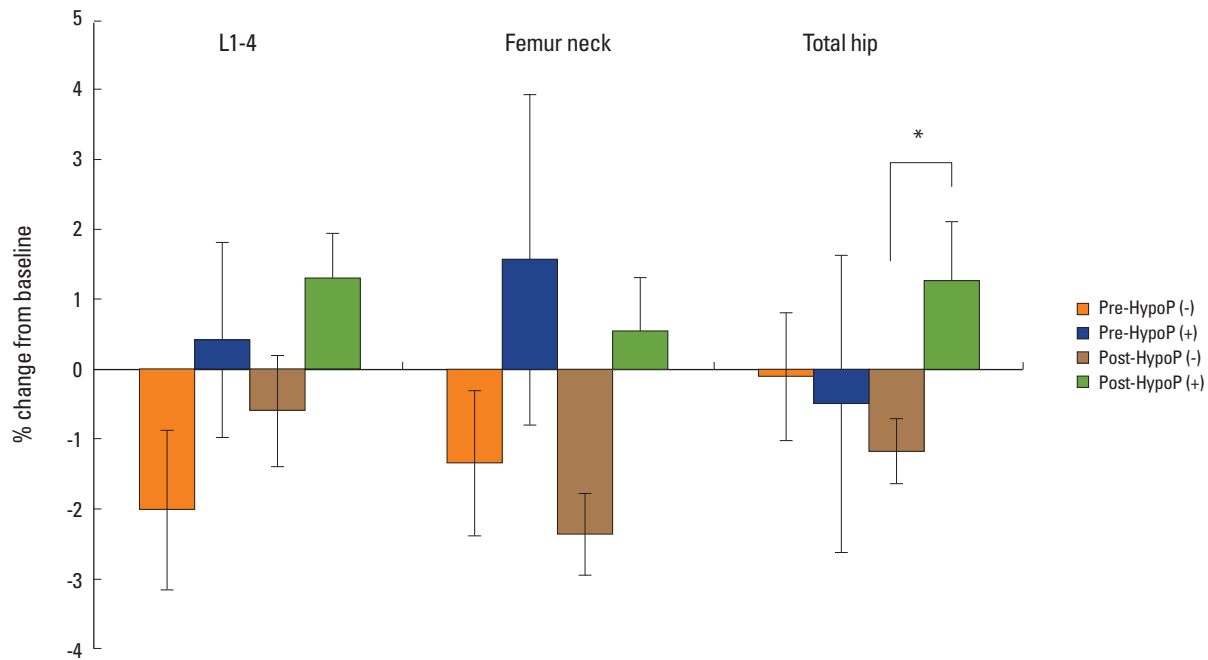 L1-4
Femur neck
Total hip
5
4
3
2
1
0
-1
-2
-3
-4
% change from baseline
*
Pre-HypoP (-)
Pre-HypoP (+)
Post-HypoP (-)
Post-HypoP (+)